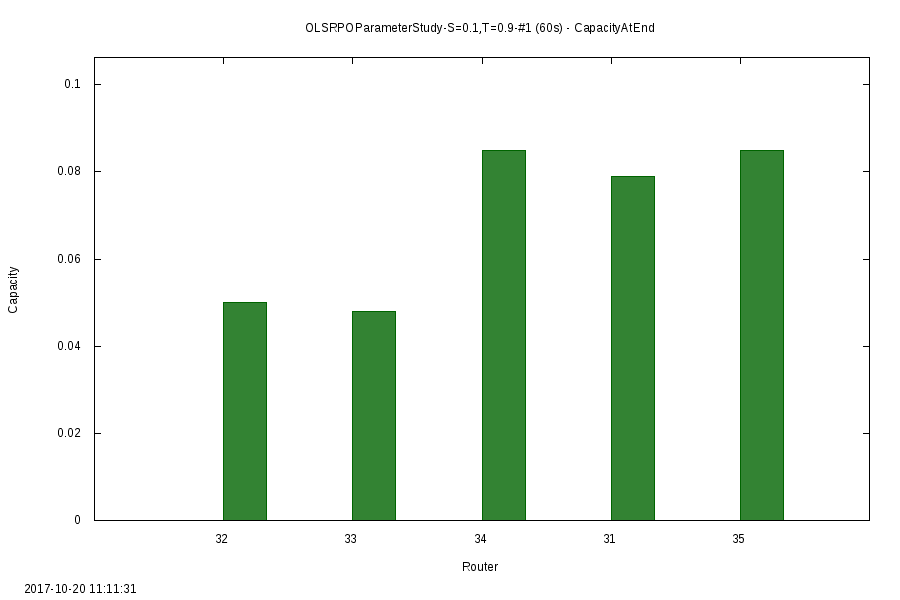 OLSRPOParameterStudy-S=0.1,T=0.9-#1 (60s) - CapacityAtEnd
0.1
0.08
0.06
0.04
0.02
0
Capacity
32 33 34 31 35
Router
2017-10-20 11:11:31